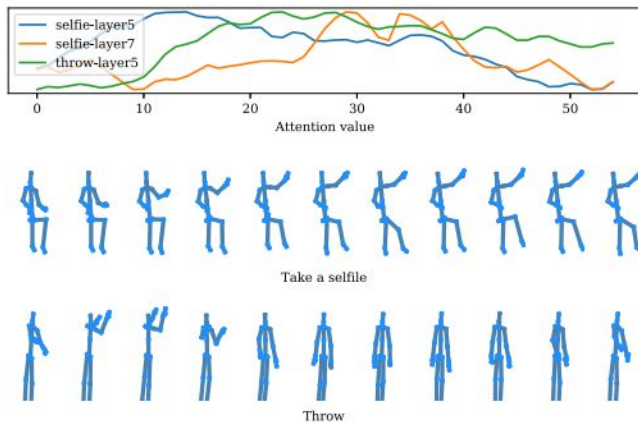 selfie-layer5
selfie-layer7
throw-layer5
0 10 20 30 40 50
Attention value
Take a selfile
Throw